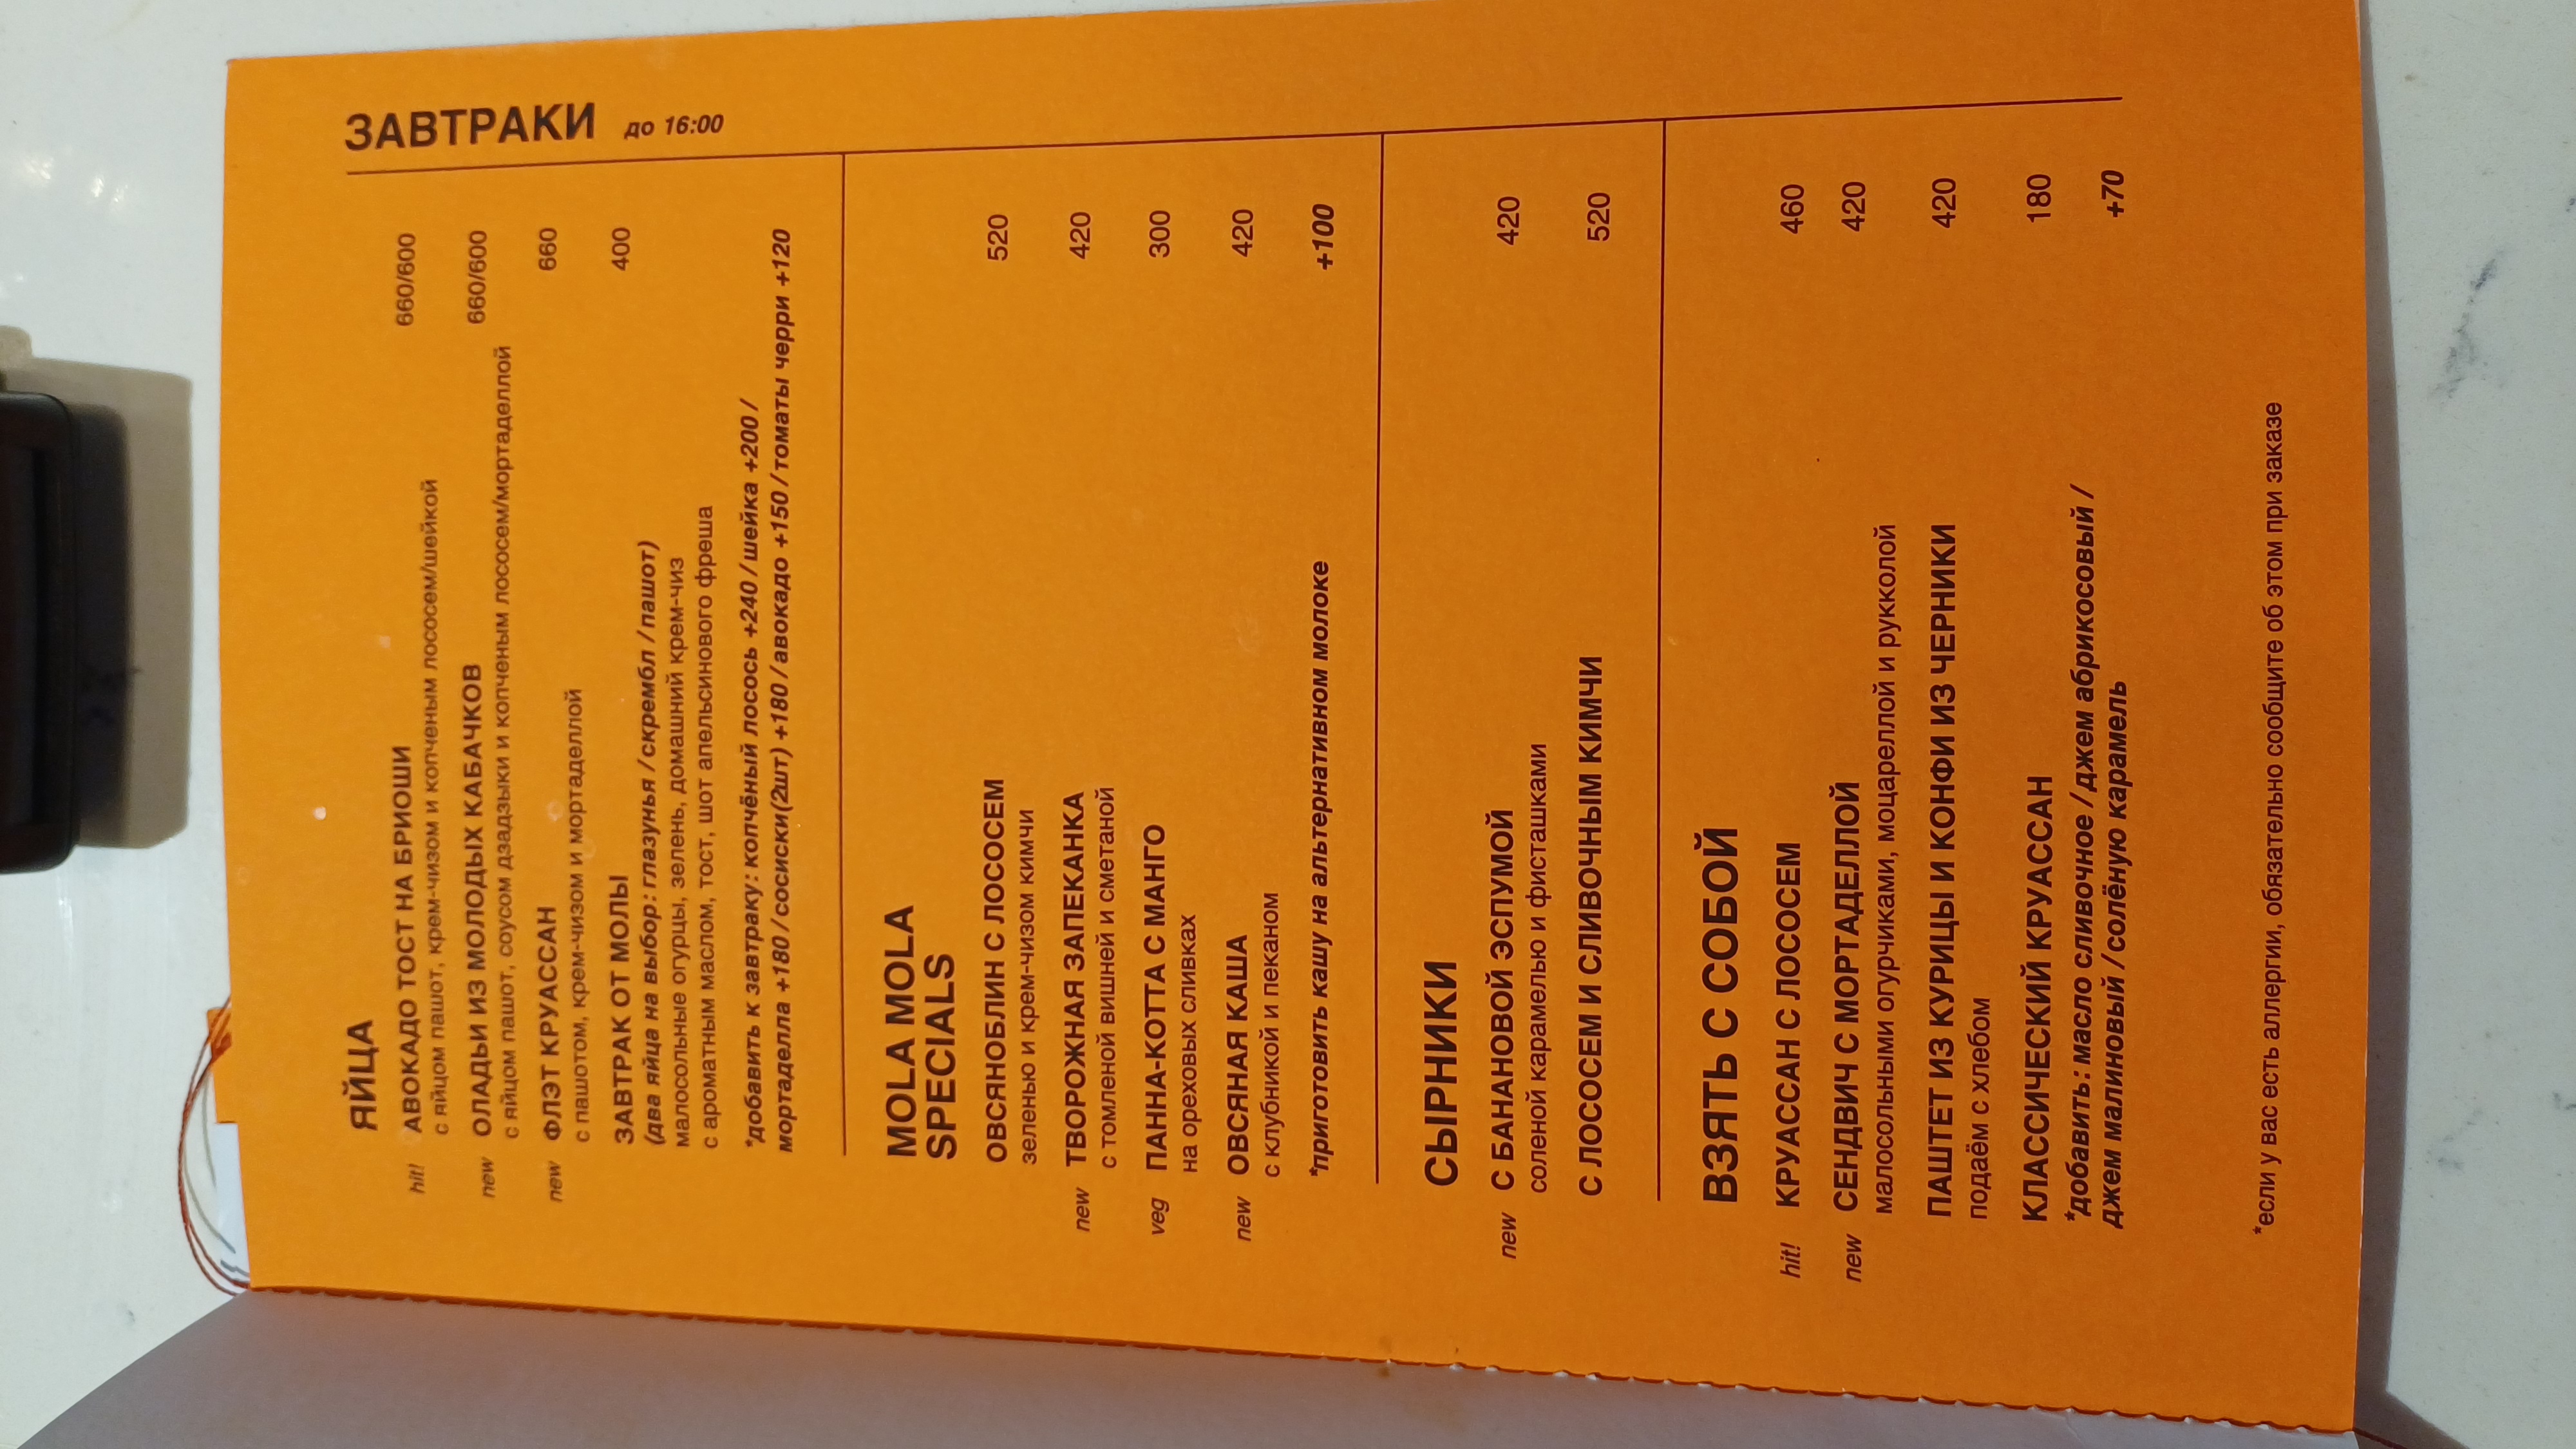 ЗАВТРАКИ до 16:00
ЯЙЦА
hit! АВОКАДО ТОСТ НА БРИОШИ 660/600
с яйцом пашот, крем-чизом и копченым лососем/шейкой
new ОЛАДЬИ ИЗ МОЛОДЫХ КАБАЧКОВ 660/600
с яйцом пашот, соусом дзадзыки и копченым лососем/мортаделлой
new ФЛЭТ КРУАССАН 660
с пашотом, крем-чизом и мортаделлой
ЗАВТРАК ОТ МОЛЫ 400
(два яйца на выбор: глазунья / скрембл / пашот)
малосольные огурцы, зелень, домашний крем-чиз
с ароматным маслом, тост, шот апельсинового фреша
*добавить к завтраку: копчёный лосось +240 / шейка +200 /
мортаделла +180 / сосиски(2шт) +180 / авокадо +150 / томаты черри +120
MOLA MOLA
SPECIALS
ОВСЯНОБЛИН С ЛОСОСЕМ 520
зеленью и крем-чизом кимчи
new ТВОРОЖНАЯ ЗАПЕКАНКА 420
с томленой вишней и сметаной
veg ПАННА-КОТТА С МАНГО 300
на ореховых сливках
new ОВСЯНАЯ КАША 420
с клубникой и пеканом
*приготовить кашу на альтернативном молоке +100
СЫРНИКИ
new С БАНАНОВОЙ ЭСПУМОЙ 420
соленой карамелью и фисташками
С ЛОСОСЕМ И СЛИВОЧНЫМ КИМЧИ 520
ВЗЯТЬ С СОБОЙ
hit! КРУАССАН С ЛОСОСЕМ 460
new СЕНДВИЧ С МОРТАДЕЛЛОЙ 420
малосольными огурчиками, моцареллой и рукколой
ПАШТЕТ ИЗ КУРИЦЫ И КОНФИ ИЗ ЧЕРНИКИ 420
подаём с хлебом
КЛАССИЧЕСКИЙ КРУАССАН 180
*добавить: масло сливочное / джем абрикосовый /
джем малиновый / солёную карамель +70
*если у вас есть аллергии, обязательно сообщите об этом при заказе